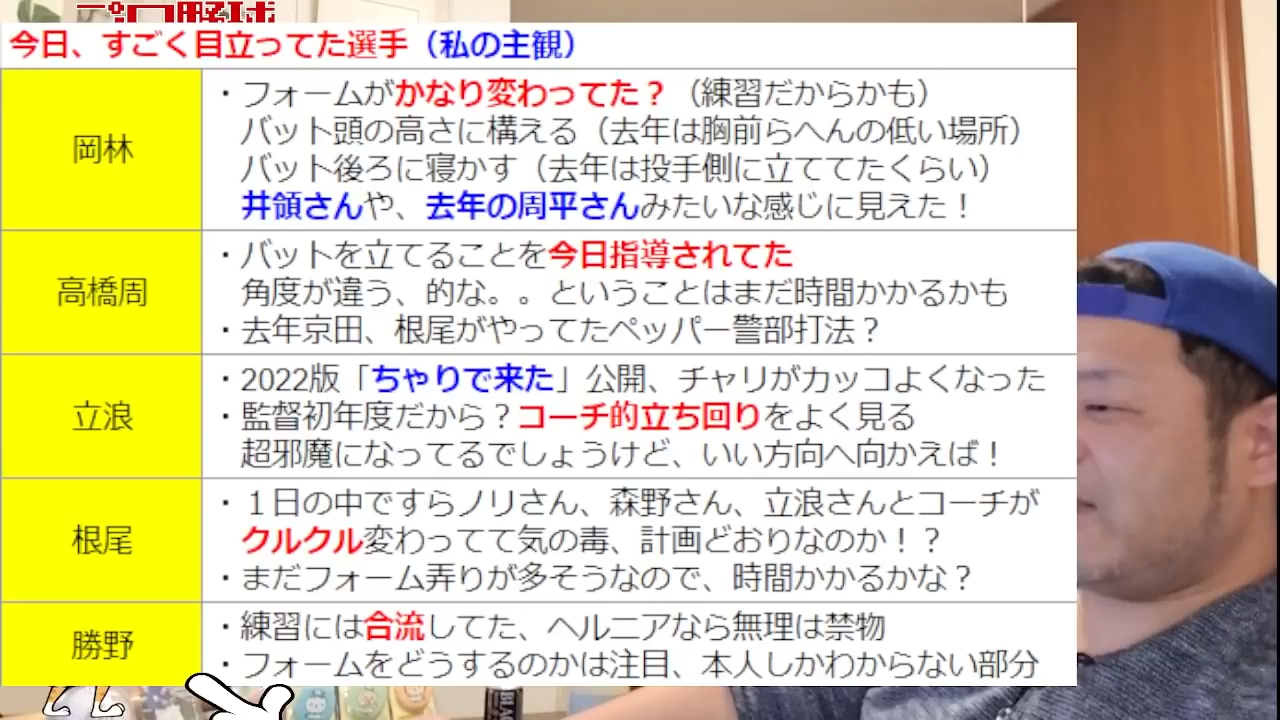 プロ野球
今日、すごく目立ってた選手（私の主観）
岡林
・フォームがかなり変わってた？（練習だからかも）
バット頭の高さに構える（去年は胸前らへんの低い場所）
バット後ろに寝かす（去年は投手側に立ててたくらい）
井領さんや、去年の周平さんみたいな感じに見えた！
高橋周
・バットを立てることを今日指導されてた
角度が違う、的な。。ということはまだ時間かかるかも
・去年京田、根尾がやってたペッパー警部打法？
立浪
・2022版「ちゃりで来た」公開、チャリがカッコよくなった
・監督初年度だから？コーチ的立ち回りをよく見る
超邪魔になってるでしょうけど、いい方向へ向かえば！
根尾
・１日の中ですらノリさん、森野さん、立浪さんとコーチが
クルクル変わってて気の毒、計画どおりなのか！？
・まだフォーム弄りが多そうなので、時間かかるかな？
勝野
・練習には合流してた、ヘルニアなら無理は禁物
・フォームをどうするのかは注目、本人しかわからない部分